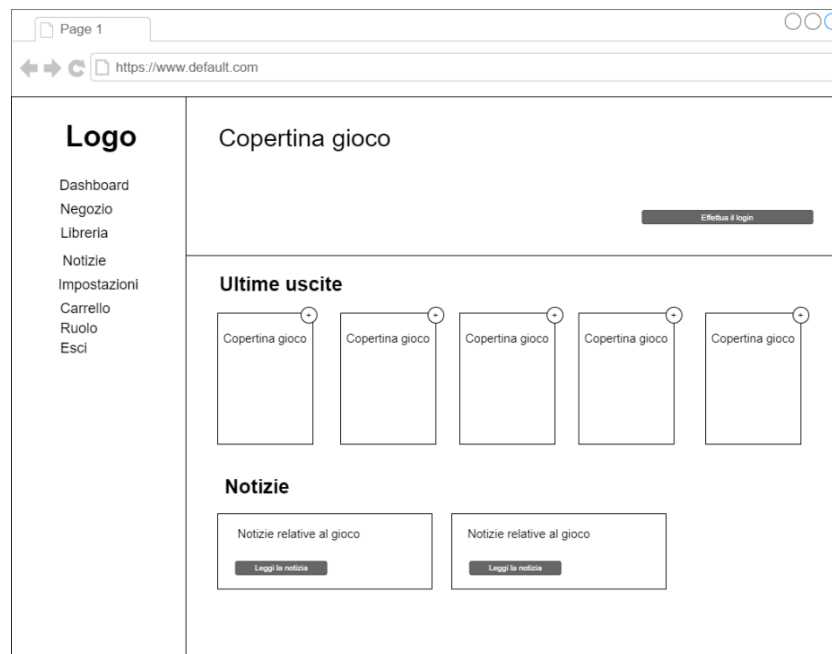 Page 1
https://www.default.com
Logo
Dashboard
Negozio
Libreria
Notizie
Impostazioni
Carrello
Ruolo
Esci
Copertina gioco
Effettua il login
Ultime uscite
+ + + + +
Copertina gioco Copertina gioco Copertina gioco Copertina gioco Copertina gioco
Notizie
Notizie relative al gioco
Leggi la notizia
Notizie relative al gioco
Leggi la notizia